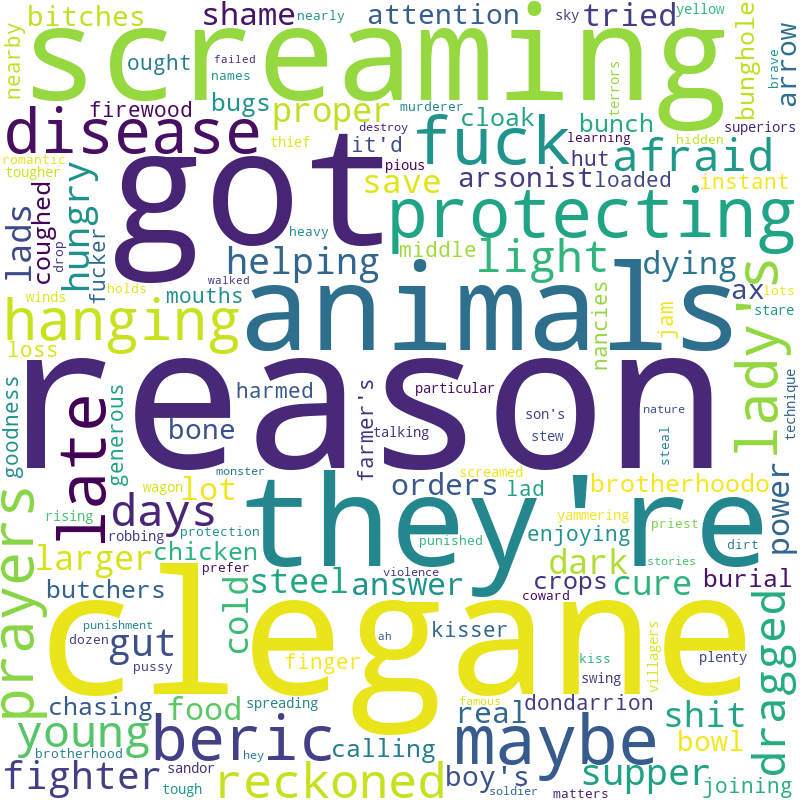 bitches shame nearly attention sky tried yellow
screaming
nearby ought failed names terrors bunghole brave arrow
disease firewood bugs proper murderer cloak bunch superiors
got destroy it'd fuck learning hidden
romantic tougher thief pious hut afraid
lads coughed drop hungry fucker save arsonist loaded instant
protecting
heavy helping middle light dying
winds holds mouths walked nancies jam ax lots stare
hanging animals lady's
loss
reason
goodness generous late harmed farmer's particular son's nature technique
bone talking stew steal
monster screamed
prayers days wagon lot orders lad brotherhoodo power
they're
rising robbing protection punished yammering enjoying priest dirt
larger chicken prefer violence dark stories
butchers cold steel answer coward crops cure burial
clegane
punishment dozen gut ah kisser villagers dragged
pussy finger kiss swing plenty
chasing food spreading famous real dondarrion shit
young beric calling maybe bowl
brotherhood hey
fighter sandor reckoned boy's supper joining
tough soldier matters